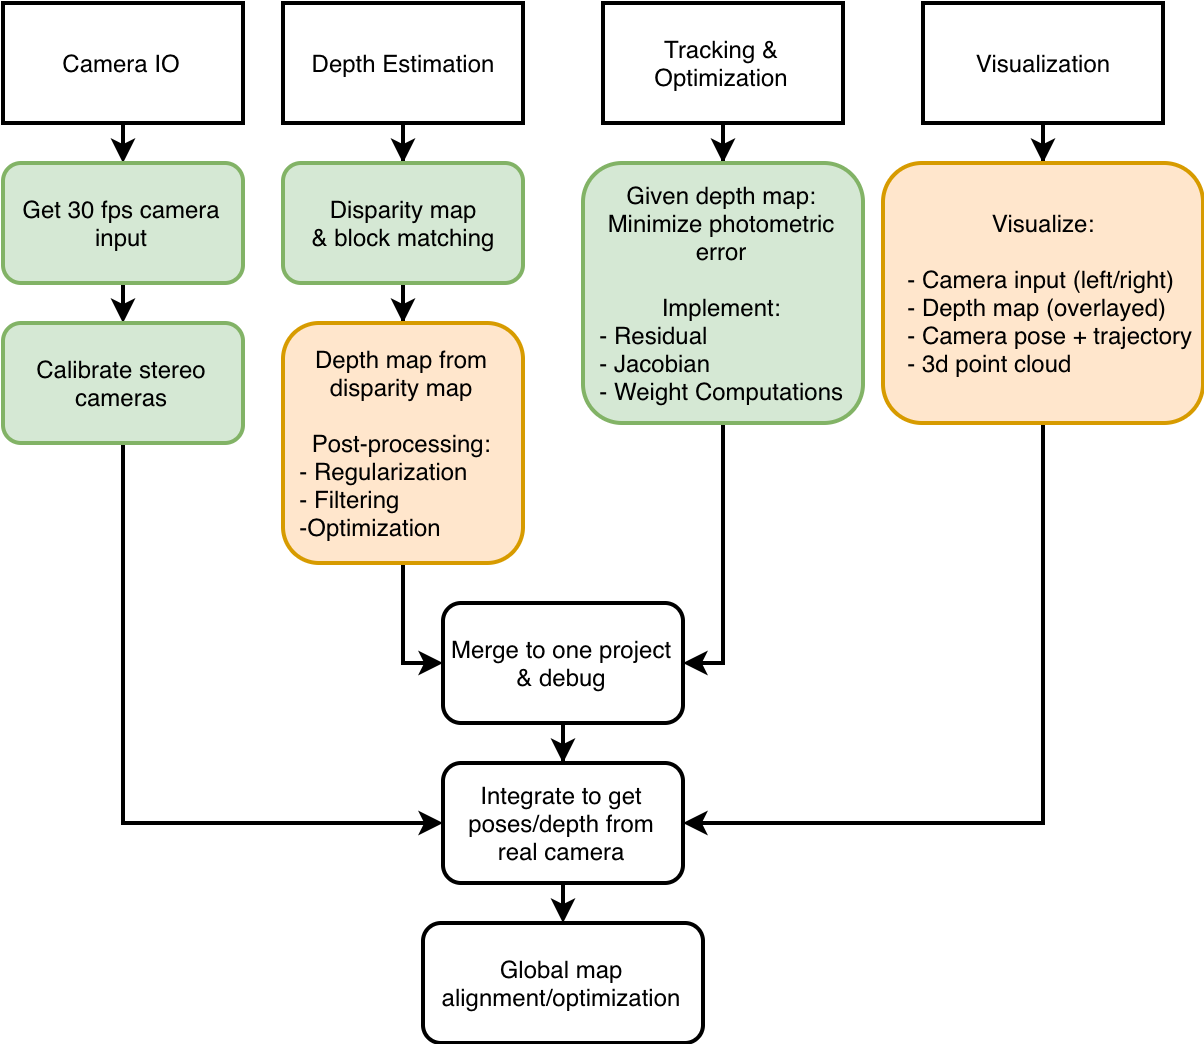 Camera IO
Depth Estimation
Tracking &
Optimization
Visualization
Get 30 fps camera
input
Disparity map
& block matching
Given depth map:
Minimize photometric
error
Implement:
- Residual
- Jacobian
- Weight Computations
Visualize:
- Camera input (left/right)
- Depth map (overlayed)
- Camera pose + trajectory
- 3d point cloud
Calibrate stereo
cameras
Depth map from
disparity map
Post-processing:
- Regularization
- Filtering
-Optimization
Merge to one project
& debug
Integrate to get
poses/depth from
real camera
Global map
alignment/optimization